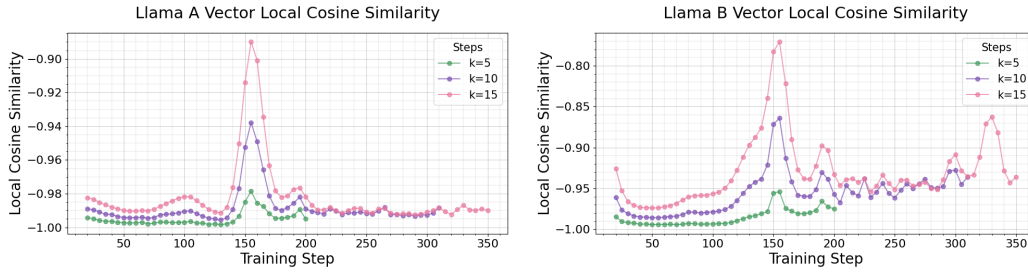 Llama A Vector Local Cosine Similarity
Local Cosine Similarity
−0.90
−0.92
−0.94
−0.96
−0.98
−1.00
Steps
k=5
k=10
k=15
50
100
150
200
250
300
350
Training Step
Llama B Vector Local Cosine Similarity
Local Cosine Similarity
−0.80
−0.85
−0.90
−0.95
−1.00
Steps
k=5
k=10
k=15
50
100
150
200
250
300
350
Training Step